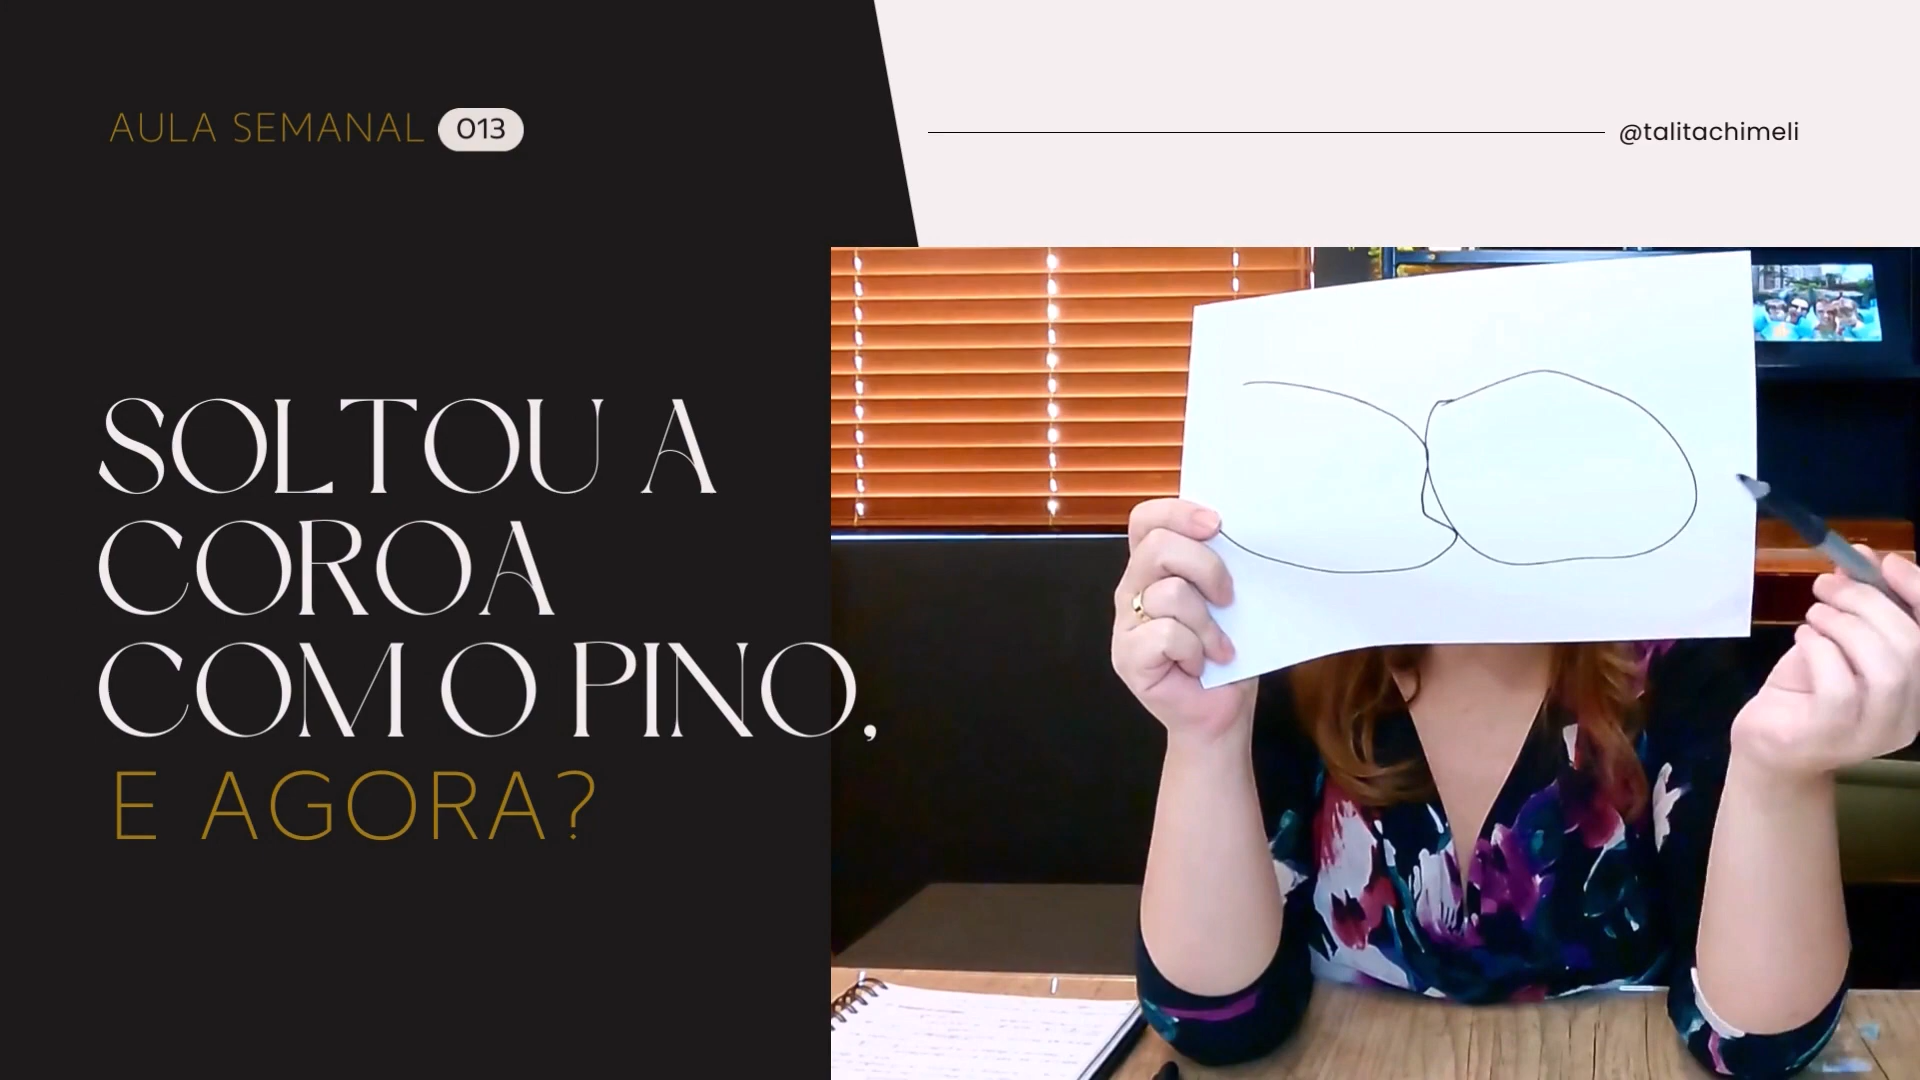 AULA SEMANAL 013
@talitachimeli
SOLTOU A
COROA
COM O PINO,
E AGORA?